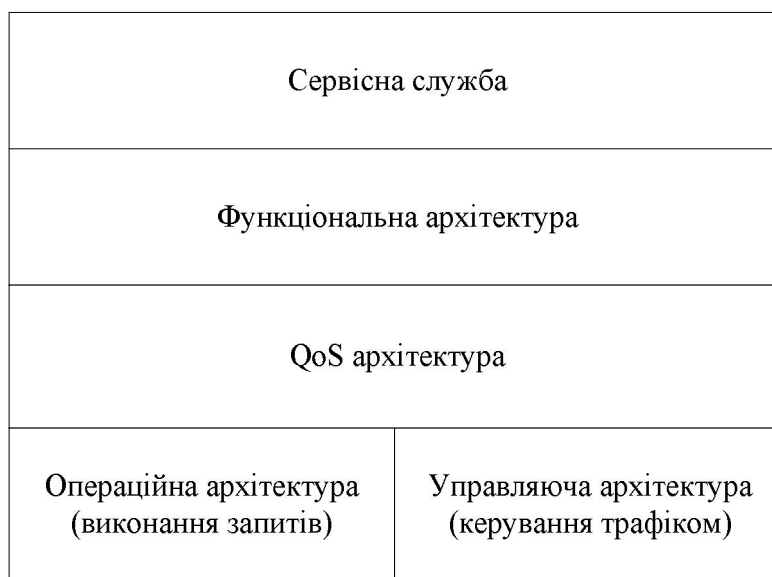 Сервісна служба
Функціональна архітектура
QoS архітектура
Операційна архітектура
(виконання запитів)
Управляюча архітектура
(керування трафіком)